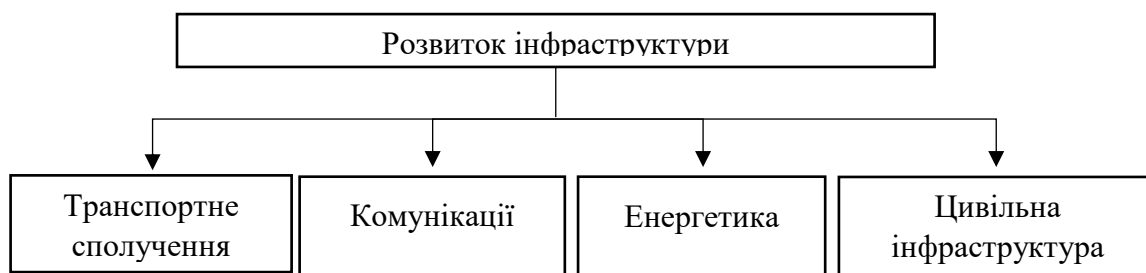 Розвиток інфраструктури
Транспортне
сполучення
Комунікації
Енергетика
Цивільна
інфраструктура